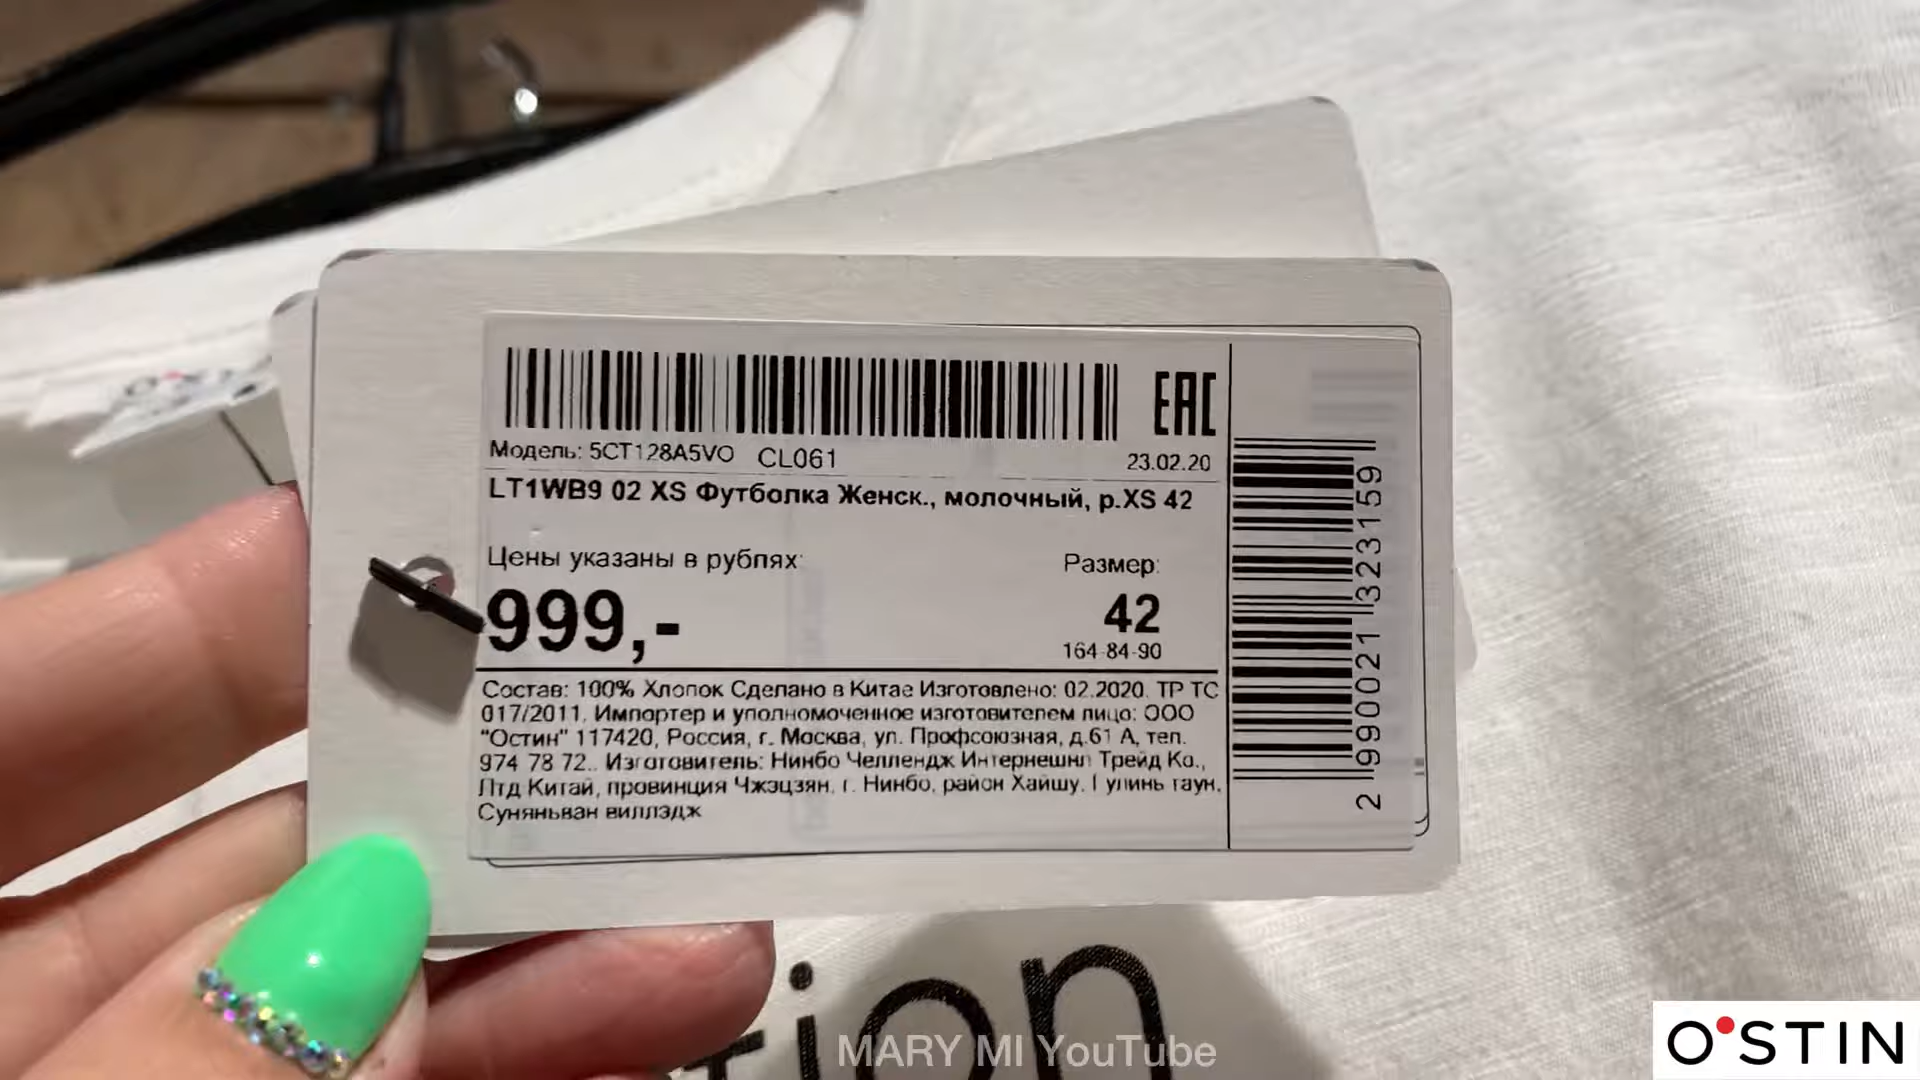 EAC
Модель: 5CT128A5VO CL061
23.02.20
LT1WB9 02 XS Футболка Женск., молочный, р.XS 42
Цены указаны в рублях:
Размер:
999,-
42
164-84-90
Состав: 100% Хлопок Сделано в Китае Изготовлено: 02.2020. ТР ТС
017/2011. Импортер и уполномоченное изготовителем лицо: ООО
"Остин" 117420, Россия, г. Москва, ул. Профсоюзная, д.61 А, тел.
974 78 72.. Изготовитель: Нинбо Челлендж Интернешнл Трейд Ко.,
Лтд Китай, провинция Чжэцзян, г. Нинбо, район Хайшу, Гулинь таун,
Суняньван виллэдж
2 990021 323159
tion
MARY MI YouTube
O'STIN